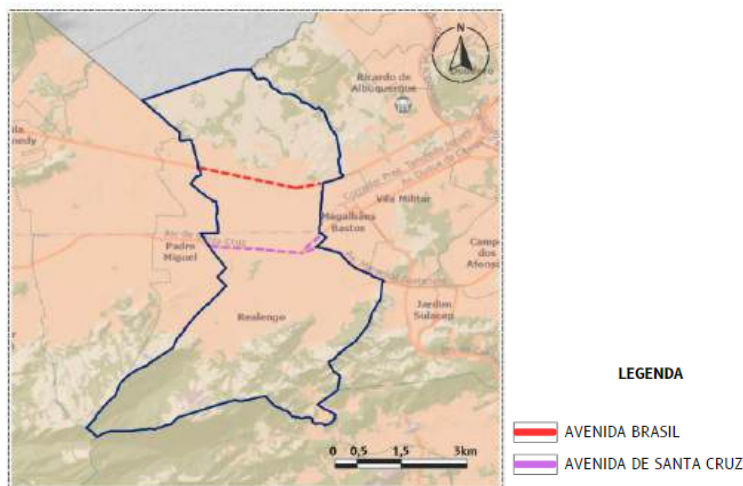 N
Ricardo de
Albuquerque
Deodoro
Vila Militar
Magalhães
Bastos
Padre
Miguel
Campo
dos
Afonsos
Realengo
Jardim
Sulacap
0 0,5 1,5 3km
LEGENDA
AVENIDA BRASIL
AVENIDA DE SANTA CRUZ